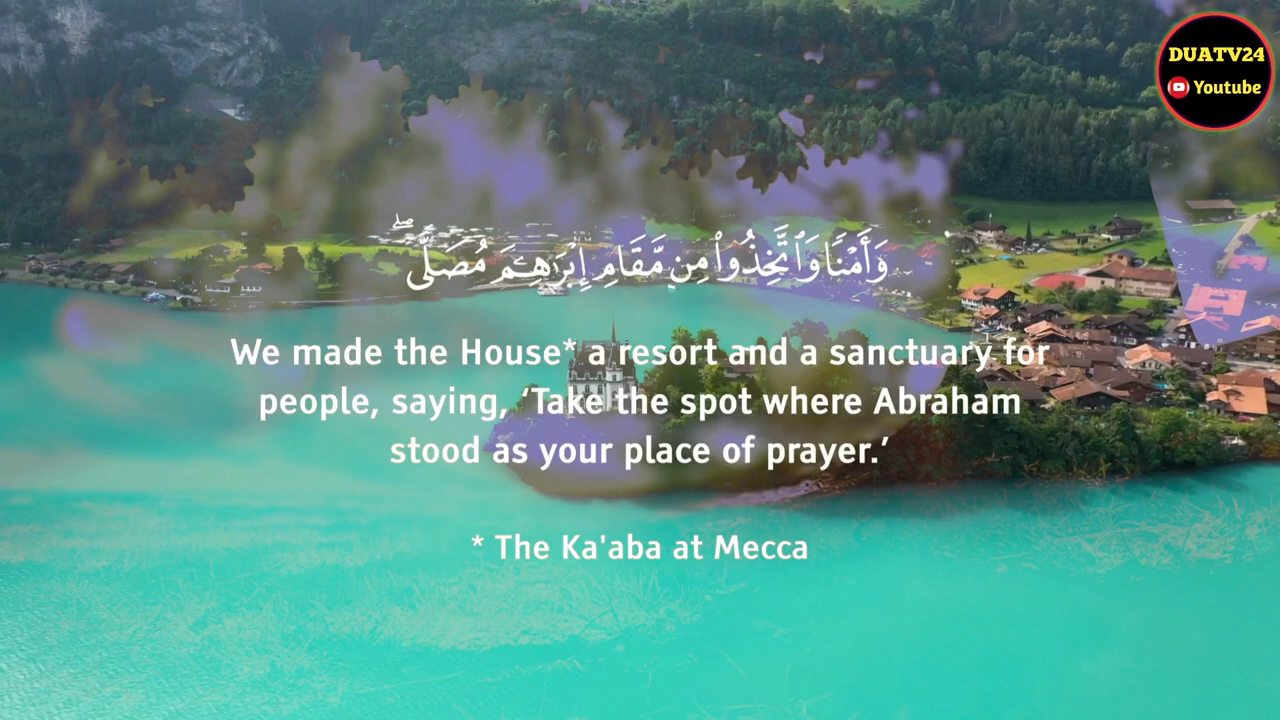 DUATV24
Youtube
وَأَمْنًا وَٱتَّخِذُوا۟ مِن مَّقَامِ إِبْرَٰهِـۧمَ مُصَلًّى ۖ
We made the House* a resort and a sanctuary for
people, saying, ‘Take the spot where Abraham
stood as your place of prayer.’
* The Ka'aba at Mecca